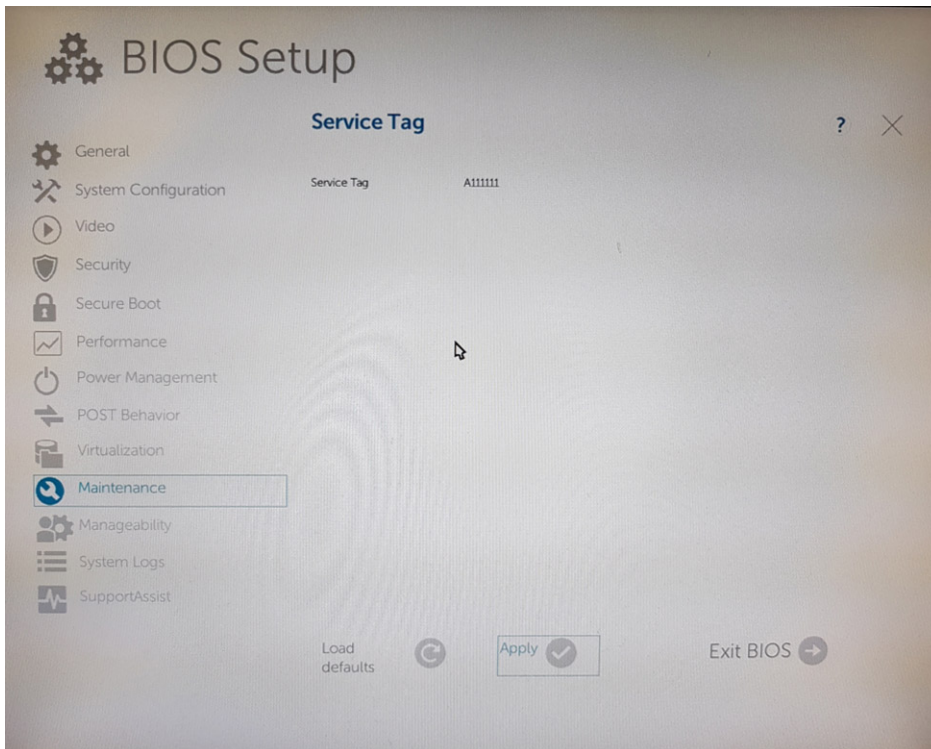 BIOS Setup
Service Tag
?
General
System Configuration
Service Tag A111111
Video
Security
Secure Boot
Performance
Power Management
POST Behavior
Virtualization
Maintenance
Manageability
System Logs
SupportAssist
Load
defaults
Apply
Exit BIOS